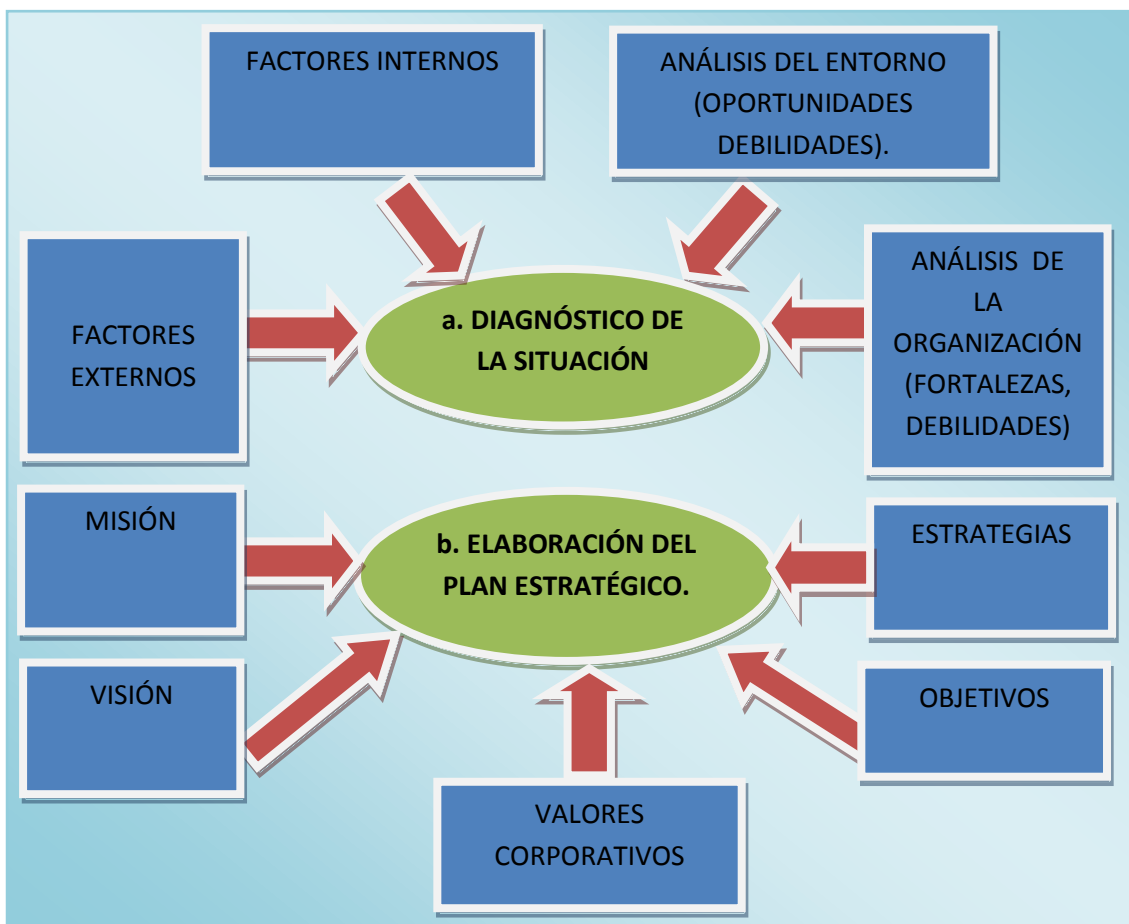 FACTORES INTERNOS
ANÁLISIS DEL ENTORNO
(OPORTUNIDADES
DEBILIDADES).
FACTORES
EXTERNOS
a. DIAGNÓSTICO DE
LA SITUACIÓN
ANÁLISIS DE
LA
ORGANIZACIÓN
(FORTALEZAS,
DEBILIDADES)
MISIÓN
b. ELABORACIÓN DEL
PLAN ESTRATÉGICO.
ESTRATEGIAS
VISIÓN
OBJETIVOS
VALORES
CORPORATIVOS